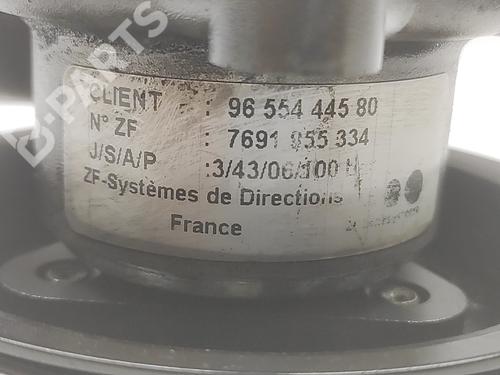 B-PARTS
CLIENT : 96 554 445 80
N° ZF : 7691 955 334
J/S/A/P :3/43/06/100
ZF-Systèmes de Directions
France